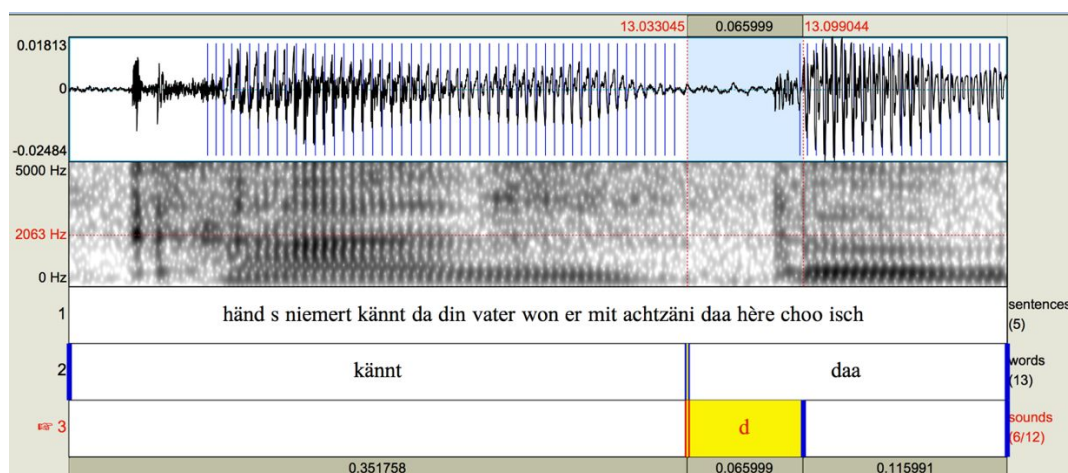 13.033045 0.065999 13.099044
0.01813
0
-0.02484
5000 Hz
2063 Hz
0 Hz
1 händ s niemert kännt da din vater won er mit achtzäni daa hère choo isch sentences (5)
2 kännt daa words (13)
☞ 3 d sounds (6/12)
0.351758 0.065999 0.115991